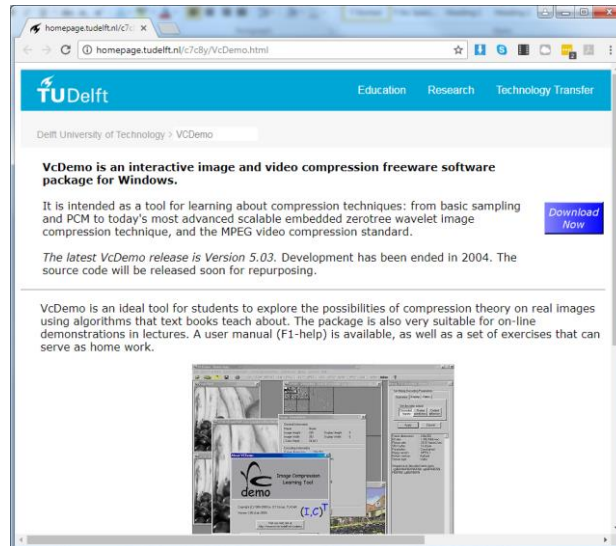 homepage.tudelft.nl/c7c
homepage.tudelft.nl/c7c8y/VcDemo.html
TUDelft
Education Research Technology Transfer
Delft University of Technology > VCDemo
VcDemo is an interactive image and video compression freeware software
package for Windows.
It is intended as a tool for learning about compression techniques: from basic sampling
and PCM to today's most advanced scalable embedded zerotree wavelet image
compression technique, and the MPEG video compression standard.
Download
Now
The latest VcDemo release is Version 5.03. Development has been ended in 2004. The
source code will be released soon for repurposing.
VcDemo is an ideal tool for students to explore the possibilities of compression theory on real images
using algorithms that text books teach about. The package is also very suitable for on-line
demonstrations in lectures. A user manual (F1-help) is available, as well as a set of exercises that can
serve as home work.
demo
Image Compression
Learning Tool
(I,C)T